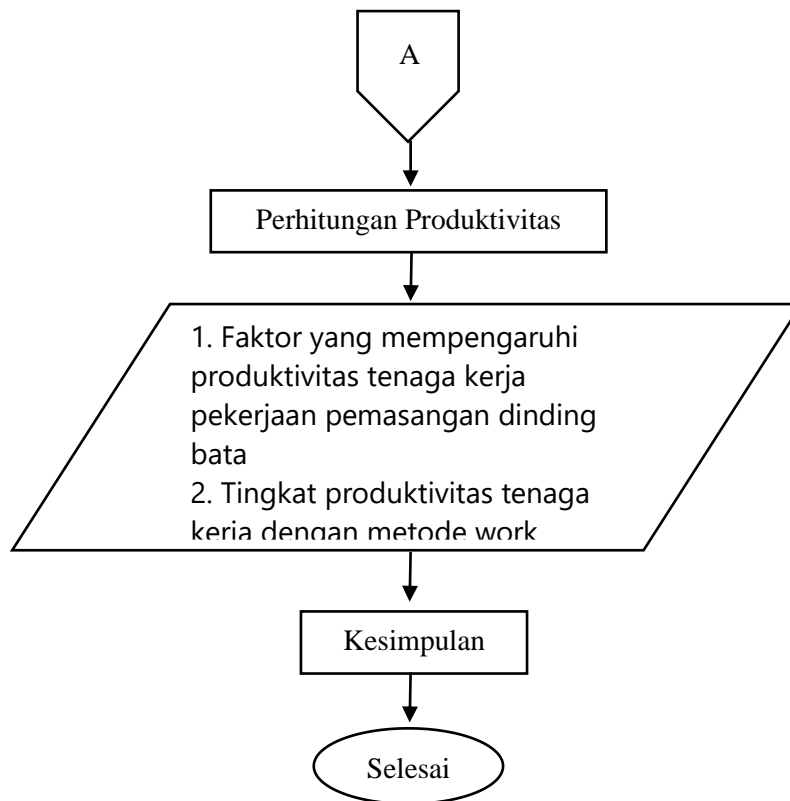 A
Perhitungan Produktivitas
1. Faktor yang mempengaruhi
produktivitas tenaga kerja
pekerjaan pemasangan dinding
bata
2. Tingkat produktivitas tenaga
kerja dengan metode work
Kesimpulan
Selesai